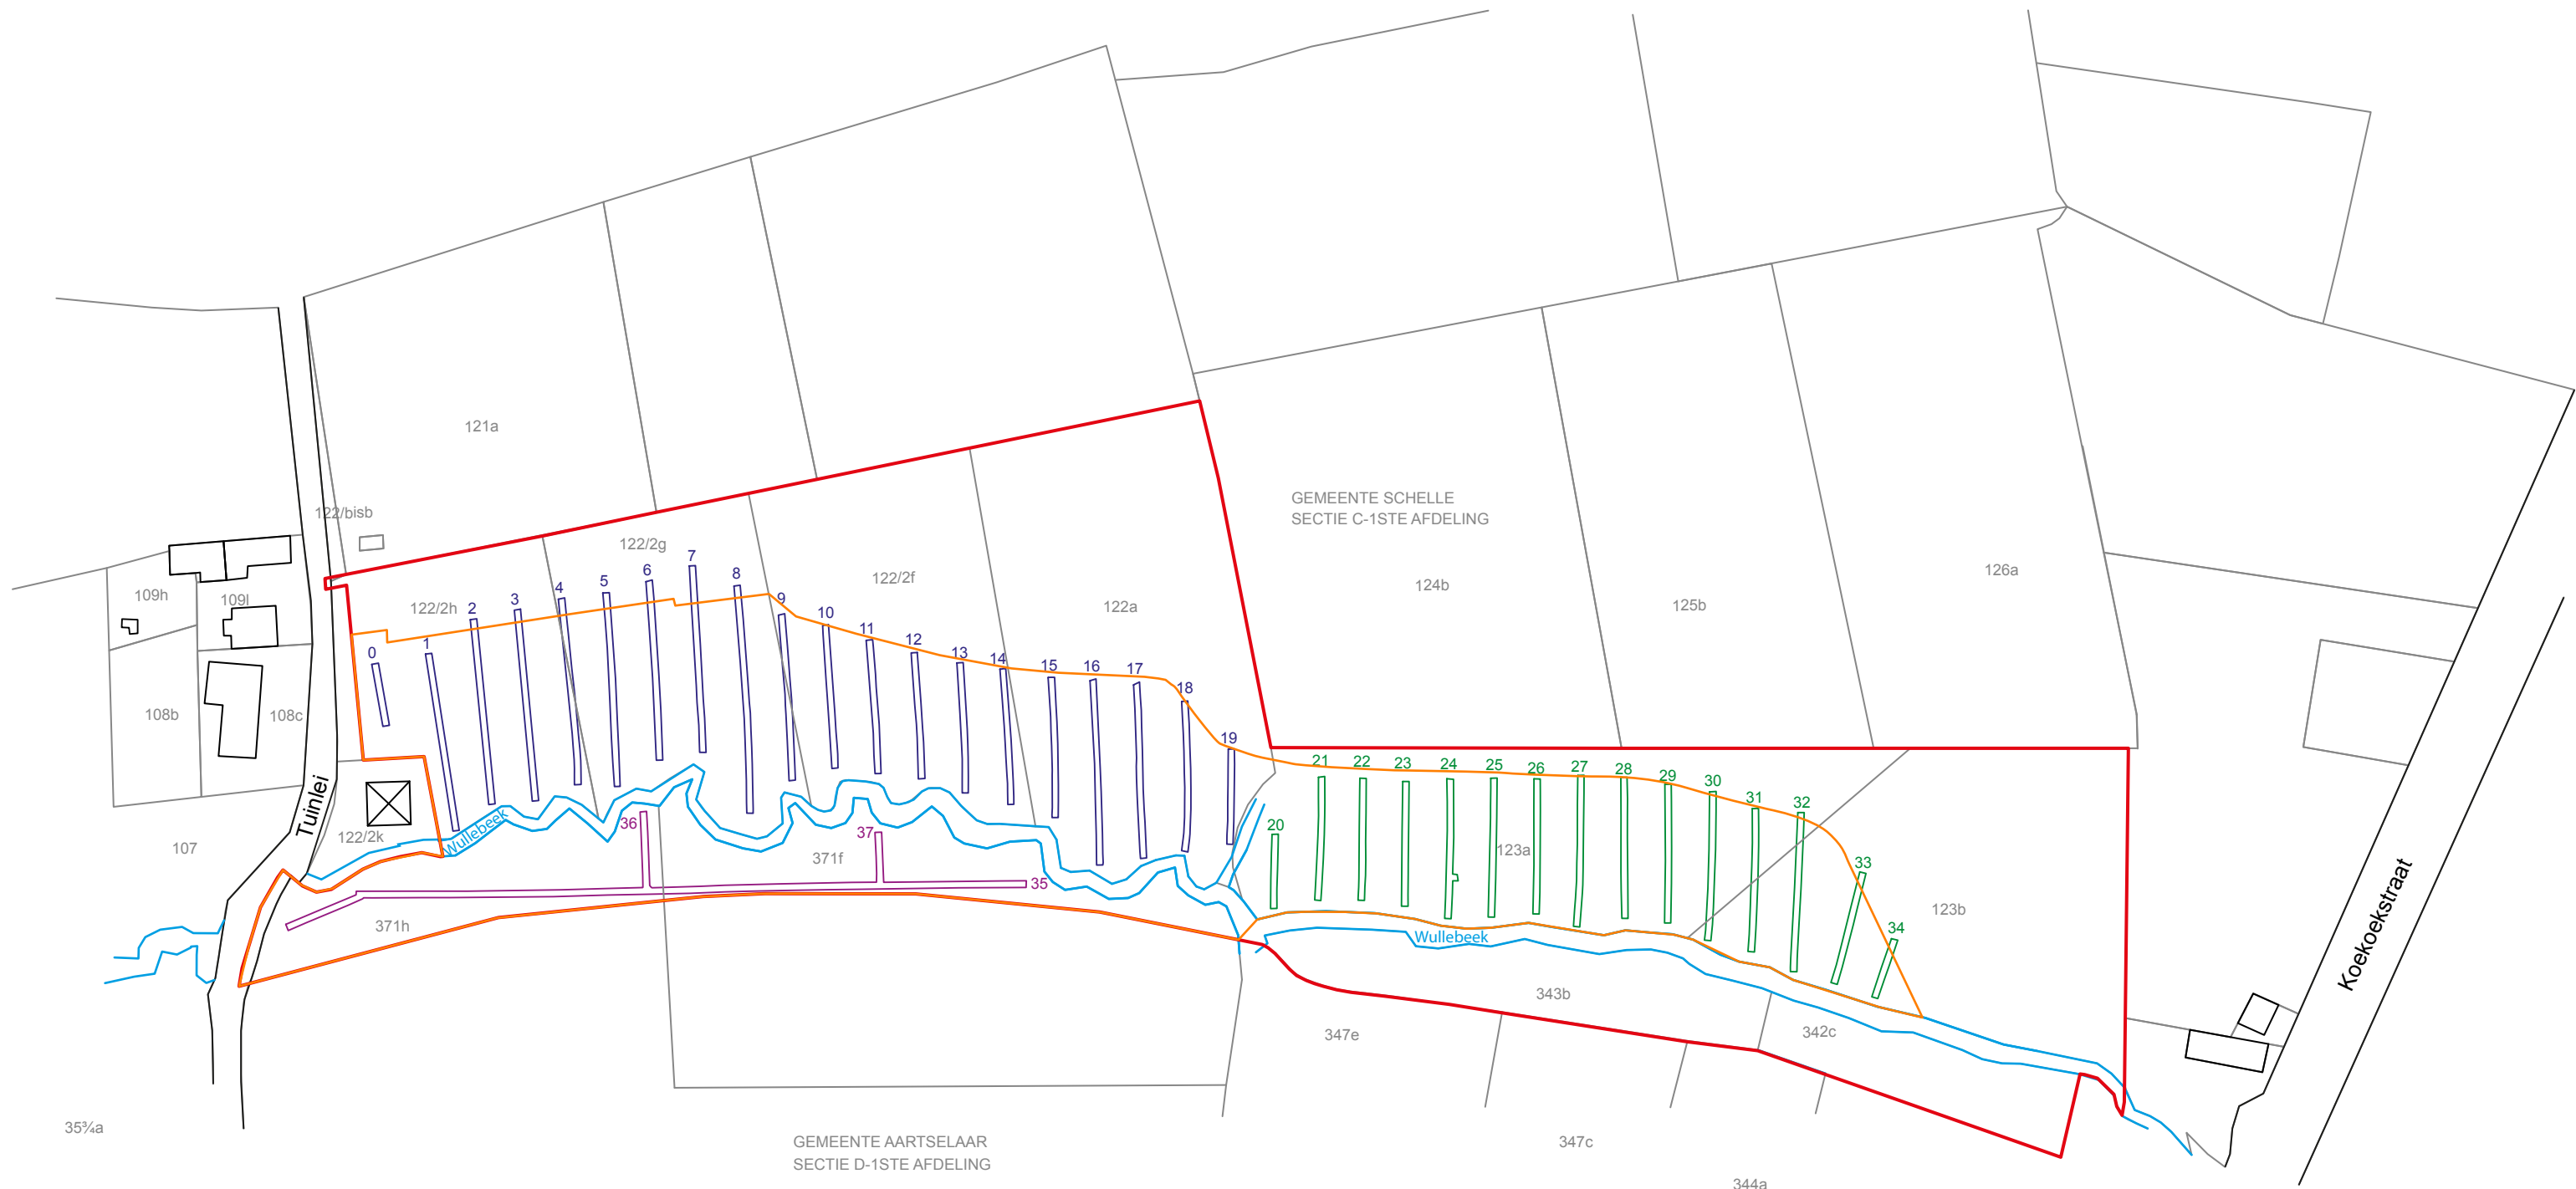 121a
GEMEENTE SCHELLE
SECTIE C-1STE AFDELING
122/bisb
122/2g
122/2f
124b
126a
109h
109l
122/2h
122a
125b
0
1
2
3
4
5
6
7
8
9
10
11
12
13
14
15
16
17
18
19
108b
108c
Tuinlei
122/2k
107
Wullebeek
20
21
22
23
24
25
26
27
28
29
30
31
32
33
34
123a
123b
36
37
35
371f
371h
Wullebeek
Koekoekstraat
343b
342c
347e
35¾a
GEMEENTE AARTSELAAR
SECTIE D-1STE AFDELING
347c
344a